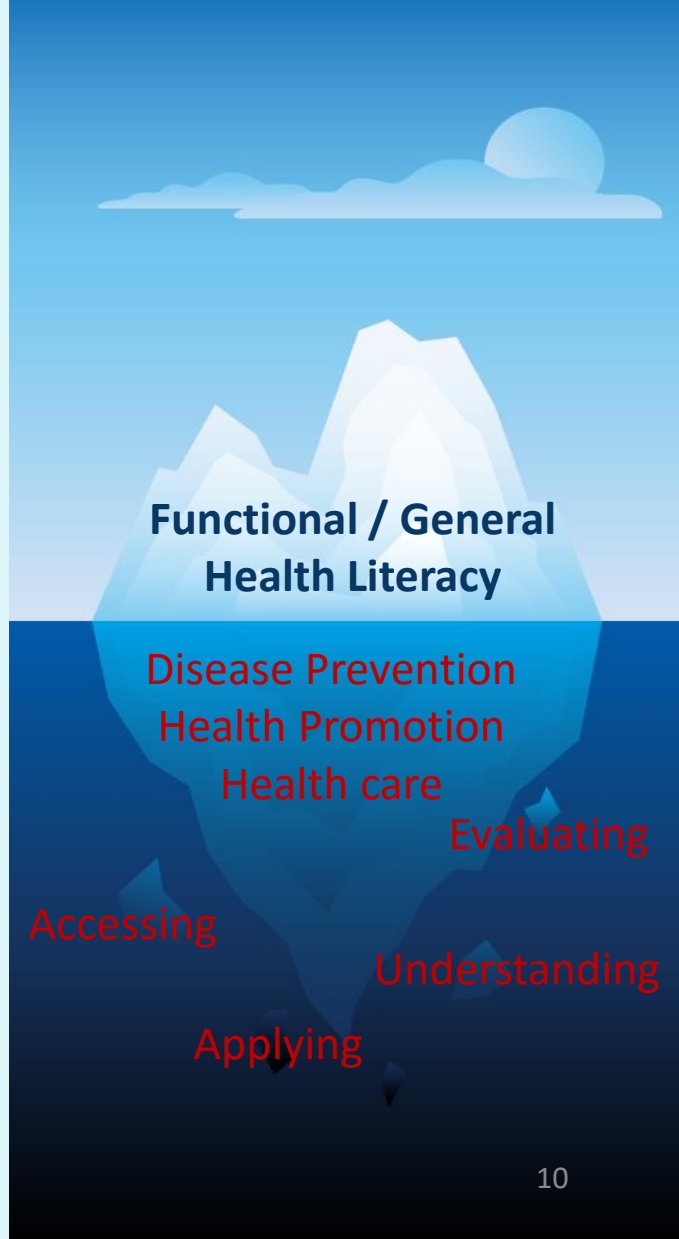 Functional / General
Health Literacy
Disease Prevention
Health Promotion
Health care
Evaluating
Accessing
Understanding
Applying
10